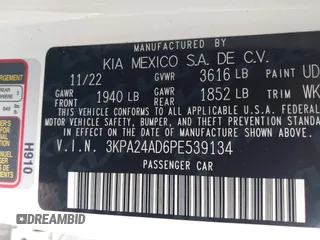 MANUFACTURED BY
KIA MEXICO S.A. DE C.V.
11/22 GVWR 3616 LB PAINT UD
GAWR FRONT 1940 LB GAWR REAR 1852 LB TRIM WK
THIS VEHICLE CONFORMS TO ALL APPLICABLE U.S. FEDERAL
MOTOR VEHICLE SAFETY, BUMPER, AND THEFT PREVENTION STANDARDS
IN EFFECT ON THE DATE OF MANUFACTURE SHOWN ABOVE.
V.I.N. 3KPA24AD6PE539134
PASSENGER CAR
H910
DREAMBID